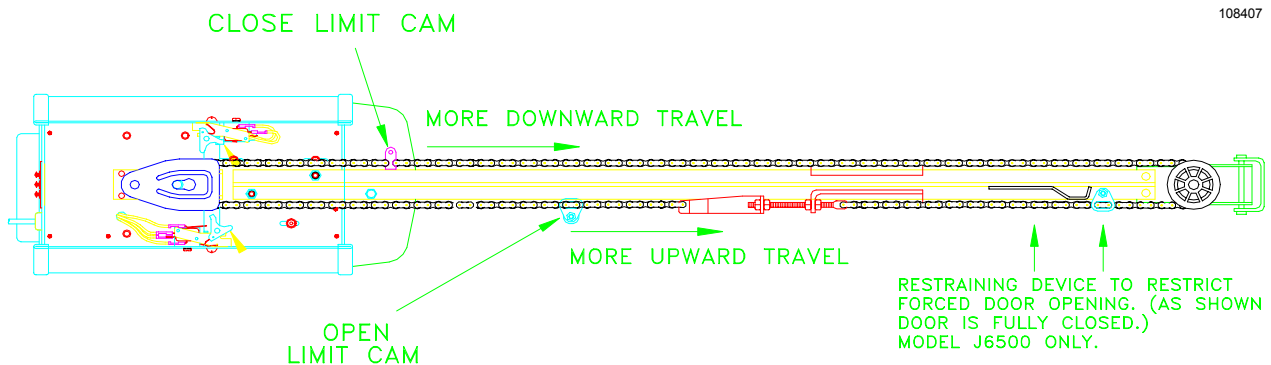 108407
CLOSE LIMIT CAM
MORE DOWNWARD TRAVEL
MORE UPWARD TRAVEL
OPEN
LIMIT CAM
RESTRAINING DEVICE TO RESTRICT
FORCED DOOR OPENING. (AS SHOWN
DOOR IS FULLY CLOSED.)
MODEL J6500 ONLY.